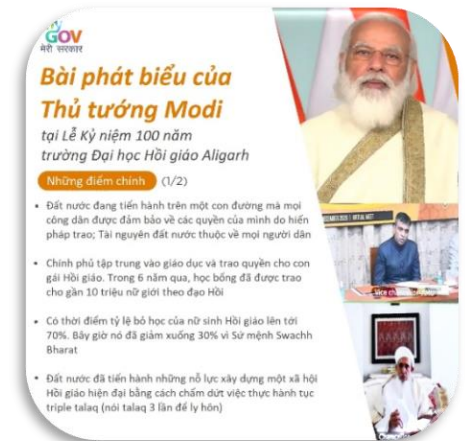 my
GOV
मेरी सरकार
Bài phát biểu của
Thủ tướng Modi
tại Lễ Kỷ niệm 100 năm
trường Đại học Hồi giáo Aligarh
Những điểm chính (1/2)
• Đất nước đang tiến hành trên một con đường mà mọi
công dân được đảm bảo về các quyền của mình do hiến
pháp trao; Tài nguyên đất nước thuộc về mọi người dân
• Chính phủ tập trung vào giáo dục và trao quyền cho con
gái Hồi giáo. Trong 6 năm qua, học bổng đã được trao
cho gần 10 triệu nữ giới theo đạo Hồi
• Có thời điểm tỷ lệ bỏ học của nữ sinh Hồi giáo lên tới
70%. Bây giờ nó đã giảm xuống 30% vì Sứ mệnh Swachh
Bharat
• Đất nước đã tiến hành những nỗ lực xây dựng một xã hội
Hồi giáo hiện đại bằng cách chấm dứt việc thực hành tục
triple talaq (nói talaq 3 lần để ly hôn)